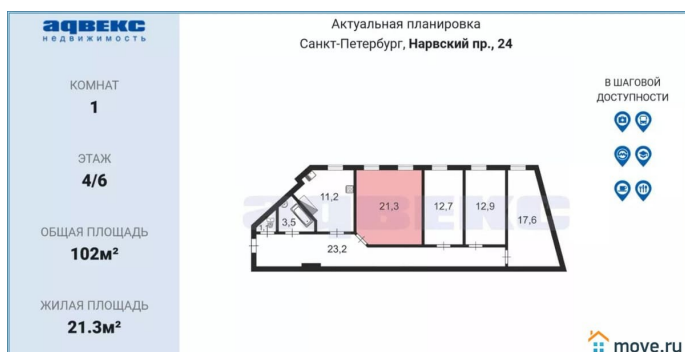 адвекс
НЕДВИЖИМОСТЬ
КОМНАТ
1
ЭТАЖ
4/6
ОБЩАЯ ПЛОЩАДЬ
102м²
ЖИЛАЯ ПЛОЩАДЬ
21.3м²
Актуальная планировка
Санкт-Петербург, Нарвский пр., 24
11,2
21,3
12,7
12,9
17,6
3,5
23,2
адвекс
В ШАГОВОЙ
ДОСТУПНОСТИ
move.ru